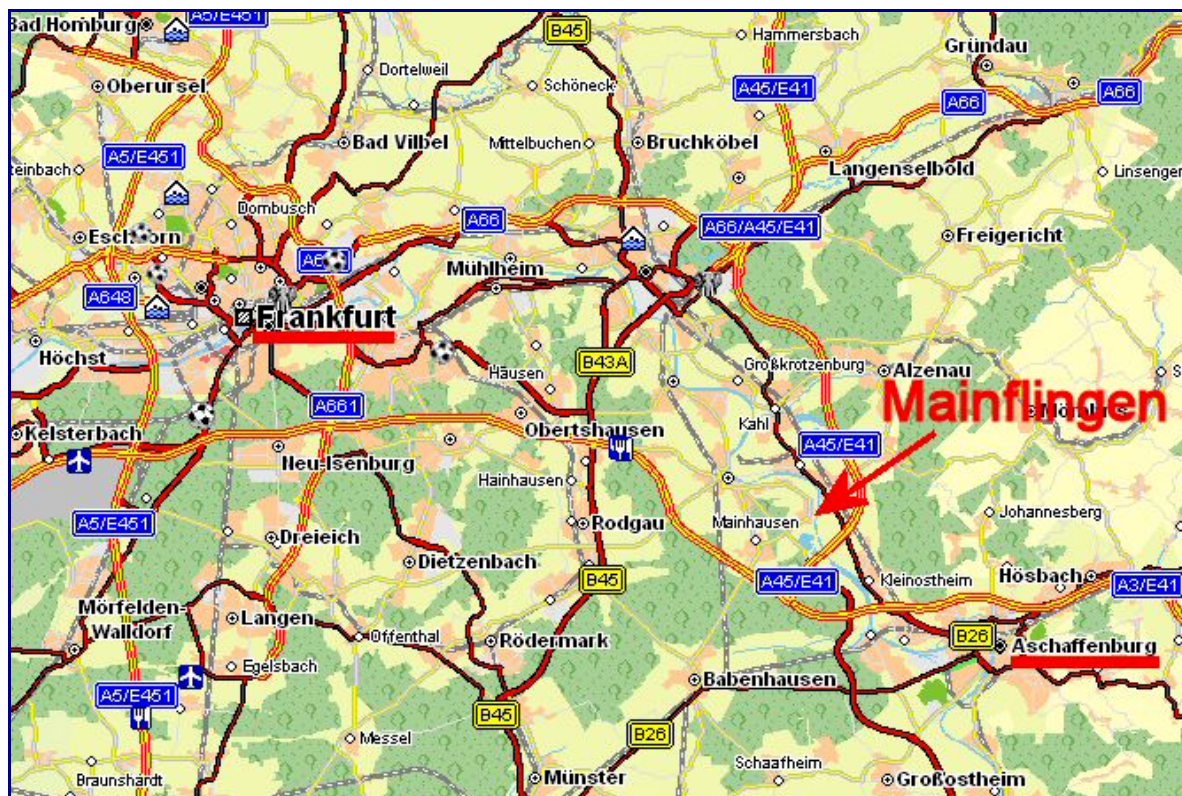 Bad Homburg
A5/E451
B45
Hammersbach
Gründau
Dortelweil
Oberursel
Schöneck
A45/E41
A66
A66
Bad Vilbel
Mittelbuchen
Bruchköbel
A5/E451
Langenselbold
teinbach
Linsenger
Dornbusch
A66
A66/A45/E41
Eschborn
Freigericht
Mühlheim
A648
Frankfurt
Höchst
B43A
Großkrotzenburg
Alzenau
Hausen
Mainflingen
A661
Kahl
Kelsterbach
Obertshausen
A45/E41
Neu-Isenburg
Hainhausen
Johannesberg
A5/E451
Rodgau
Mainhausen
Dreieich
Dietzenbach
B45
A45/E41
Kleinostheim
Hösbach
A3/E41
Mörfelden-
Walldorf
Langen
Offenthal
Rödermark
B26
Aschaffenburg
Egelsbach
Babenhausen
A5/E451
B45
B26
Messel
Schaafheim
Braunshardt
Münster
Großostheim